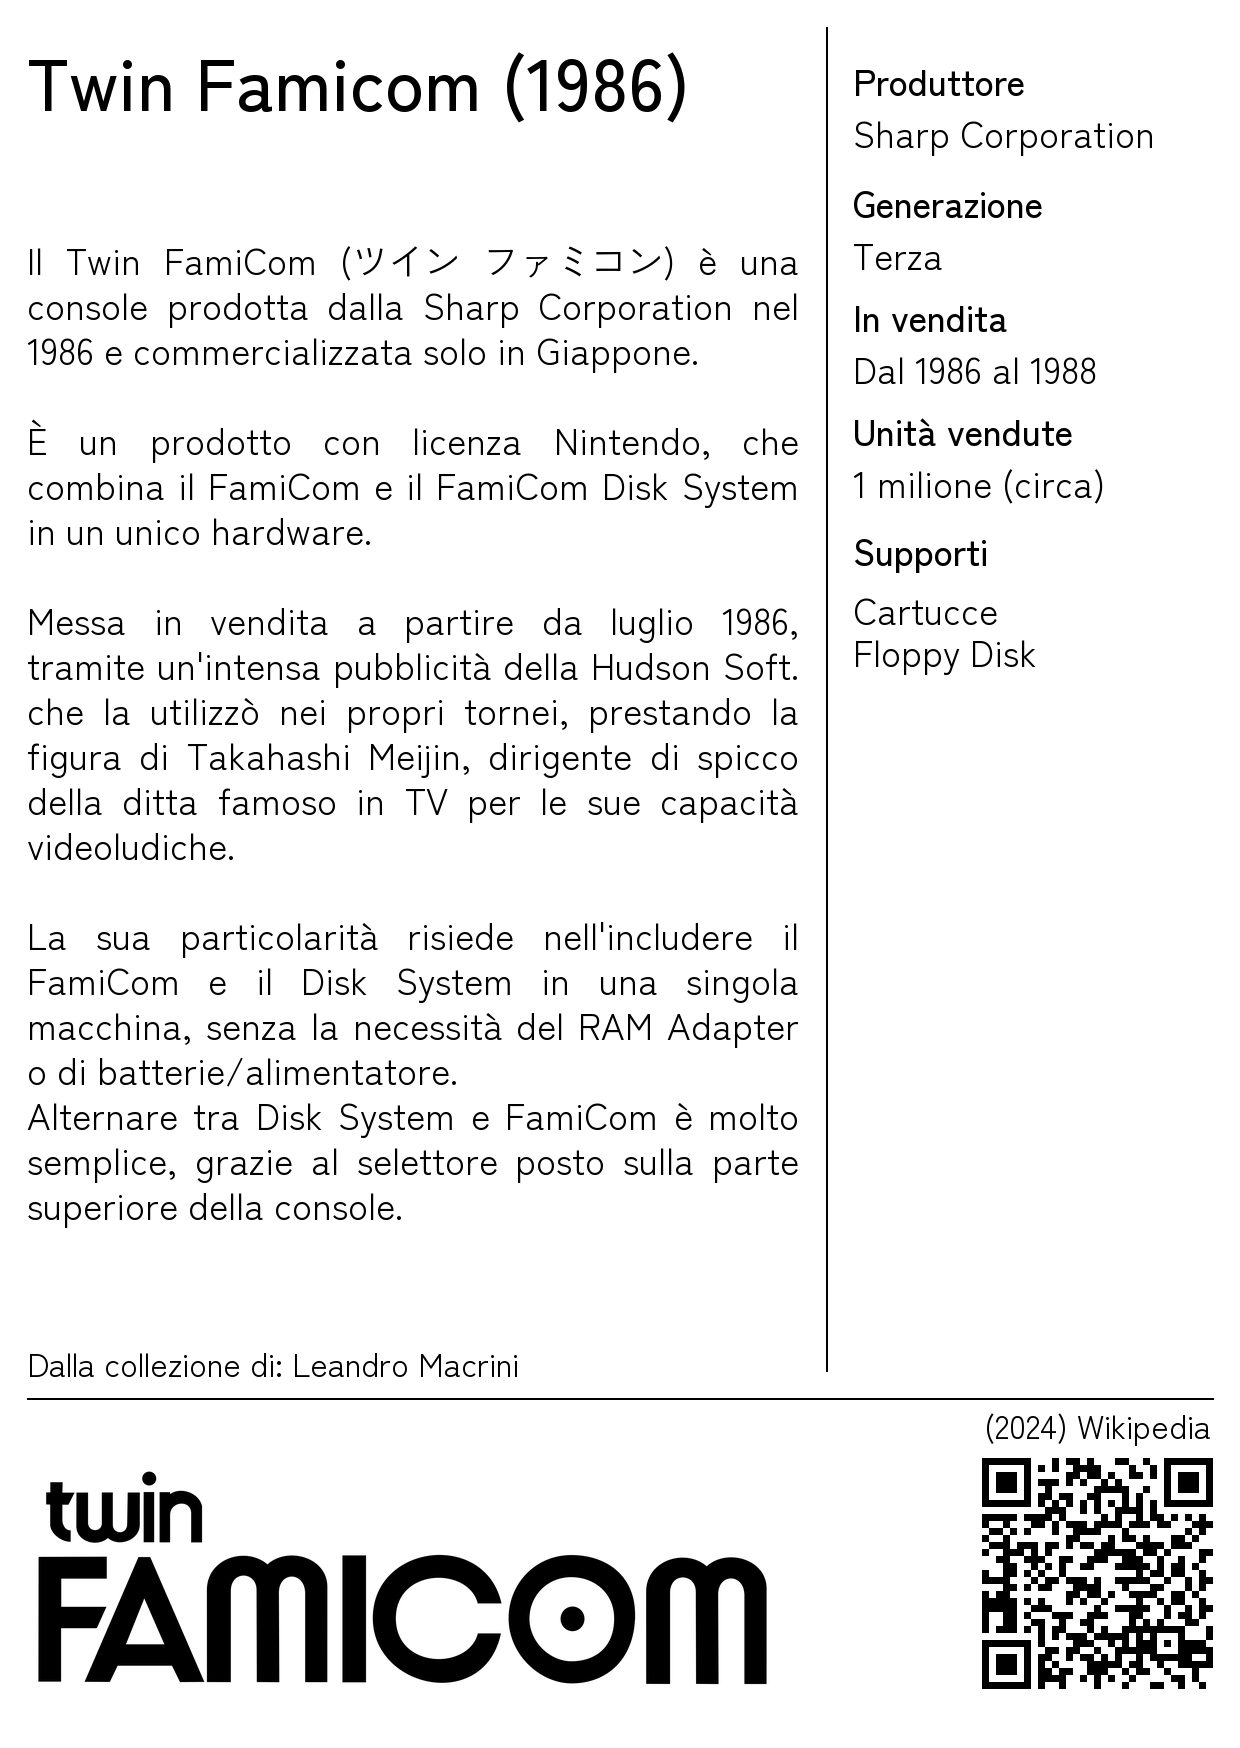 Twin Famicom (1986)
Il Twin FamiCom (ツイン ファミコン) è una
console prodotta dalla Sharp Corporation nel
1986 e commercializzata solo in Giappone.
È un prodotto con licenza Nintendo, che
combina il FamiCom e il FamiCom Disk System
in un unico hardware.
Messa in vendita a partire da luglio 1986,
tramite un'intensa pubblicità della Hudson Soft.
che la utilizzò nei propri tornei, prestando la
figura di Takahashi Meijin, dirigente di spicco
della ditta famoso in TV per le sue capacità
videoludiche.
La sua particolarità risiede nell'includere il
FamiCom e il Disk System in una singola
macchina, senza la necessità del RAM Adapter
o di batterie/alimentatore.
Alternare tra Disk System e FamiCom è molto
semplice, grazie al selettore posto sulla parte
superiore della console.
Dalla collezione di: Leandro Macrini
Produttore
Sharp Corporation
Generazione
Terza
In vendita
Dal 1986 al 1988
Unità vendute
1 milione (circa)
Supporti
Cartucce
Floppy Disk
(2024) Wikipedia
twin
FAMICOM